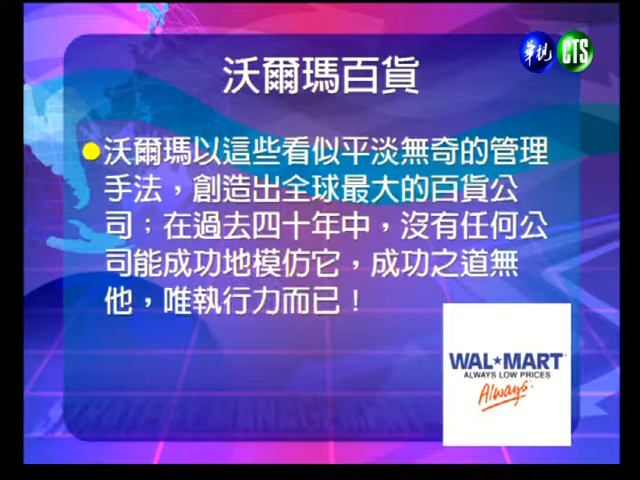 華視 CTS
沃爾瑪百貨
沃爾瑪以這些看似平淡無奇的管理
手法，創造出全球最大的百貨公
司；在過去四十年中，沒有任何公
司能成功地模仿它，成功之道無
他，唯執行力而已！
WAL★MART
ALWAYS LOW PRICES
Always.